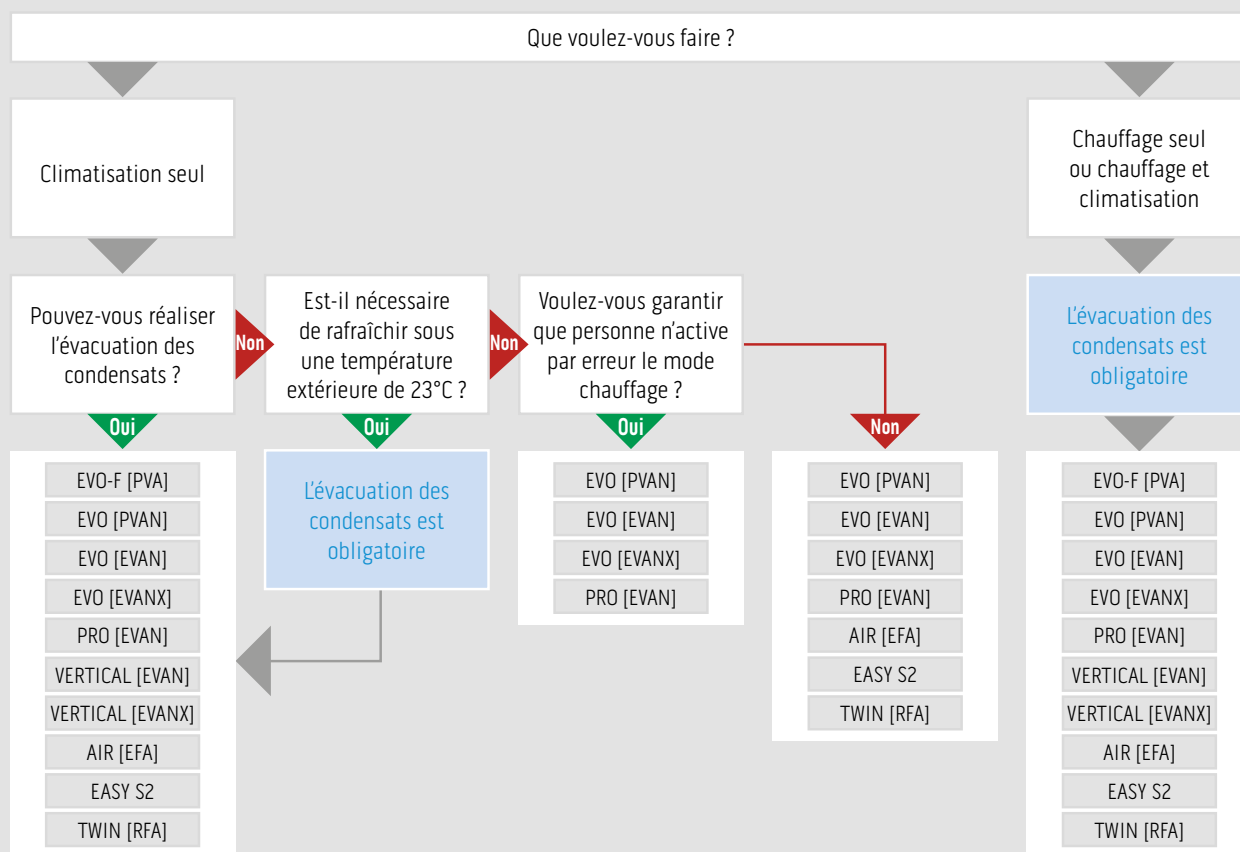 Que voulez-vous faire ?
Climatisation seul
Chauffage seul
ou chauffage et
climatisation
Pouvez-vous réaliser
l'évacuation des
condensats ?
Non
Est-il nécessaire
de rafraîchir sous
une température
extérieure de 23°C ?
Non
Voulez-vous garantir
que personne n'active
par erreur le mode
chauffage ?
L'évacuation des
condensats est
obligatoire
Oui
Oui
Oui
Non
EVO-F [PVA]
EVO [PVAN]
EVO [EVAN]
EVO [EVANX]
PRO [EVAN]
VERTICAL [EVAN]
VERTICAL [EVANX]
AIR [EFA]
EASY S2
TWIN [RFA]
L'évacuation des
condensats est
obligatoire
EVO [PVAN]
EVO [EVAN]
EVO [EVANX]
PRO [EVAN]
EVO [PVAN]
EVO [EVAN]
EVO [EVANX]
PRO [EVAN]
AIR [EFA]
EASY S2
TWIN [RFA]
EVO-F [PVA]
EVO [PVAN]
EVO [EVAN]
EVO [EVANX]
PRO [EVAN]
VERTICAL [EVAN]
VERTICAL [EVANX]
AIR [EFA]
EASY S2
TWIN [RFA]